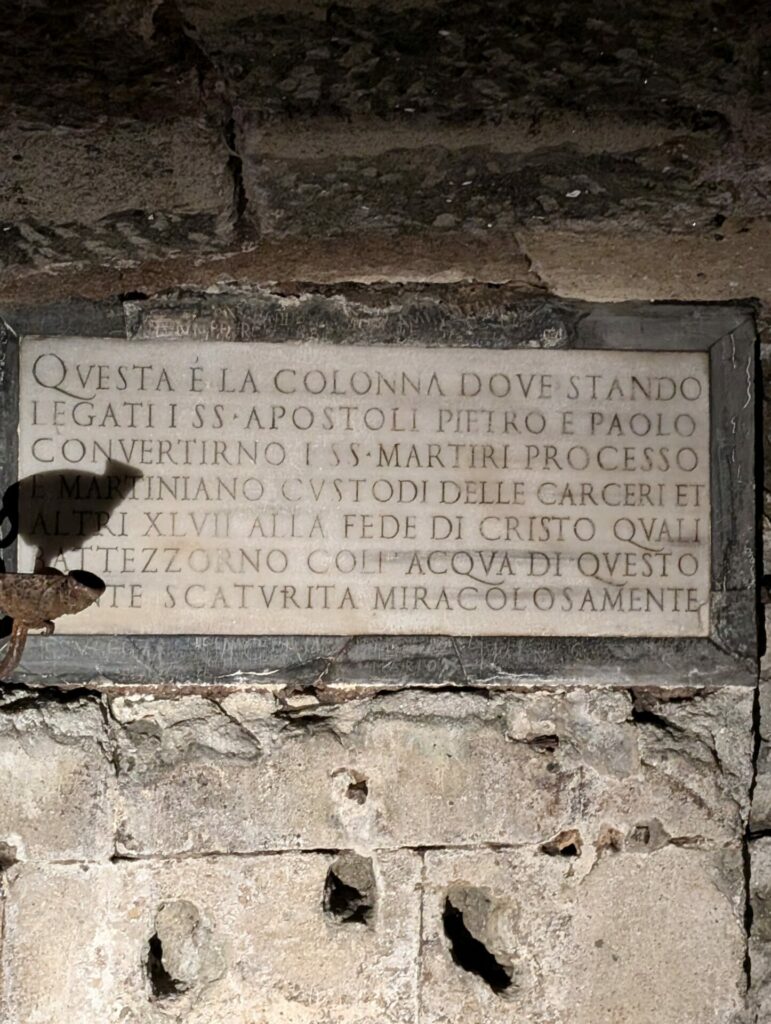 QVESTA É LA COLONNA DOVE STANDO
LEGATI I SS· APOSTOLI PIETRO E PAOLO
CONVERTIRNO I SS· MARTIRI PROCESSO
E MARTINIANO CVSTODI DELLE CARCERI ET
ALTRI XLVII ALLA FEDE DI CRISTO QVALI
ATTEZZORNO COLL' ACQVA DI QVESTO
SCATVRITA MIRACOLOSAMENTE